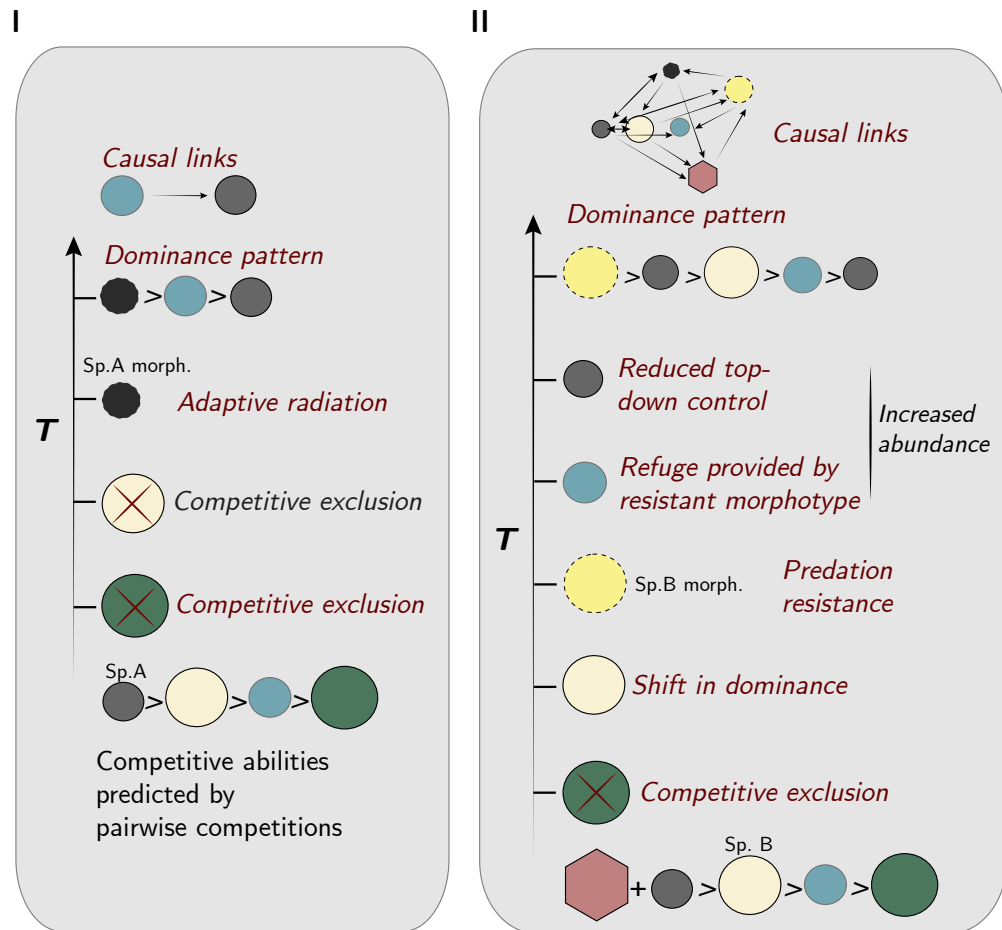 I
Causal links
Dominance pattern
> >
Sp.A morph.
Adaptive radiation
T
Competitive exclusion
Competitive exclusion
Sp.A
> > >
Competitive abilities
predicted by
pairwise competitions
II
Causal links
Dominance pattern
> > > >
Reduced top-
down control
Increased
abundance
Refuge provided by
resistant morphotype
T
Sp.B morph.
Predation
resistance
Shift in dominance
Competitive exclusion
Sp. B
+ > > >